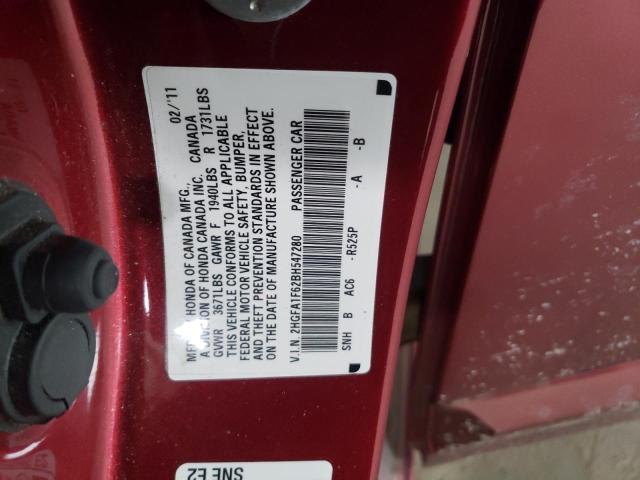 MFD. BY HONDA OF CANADA MFG., 02/'11
A DIVISION OF HONDA CANADA INC. CANADA
GVWR 3671LBS GAWR F 1940LBS R 1731LBS
THIS VEHICLE CONFORMS TO ALL APPLICABLE
FEDERAL MOTOR VEHICLE SAFETY, BUMPER,
AND THEFT PREVENTION STANDARDS IN EFFECT
ON THE DATE OF MANUFACTURE SHOWN ABOVE.
V.I.N. 2HGFA1F62BH547280 PASSENGER CAR
SNH B AC6 -R525P -A -B
SNE E2